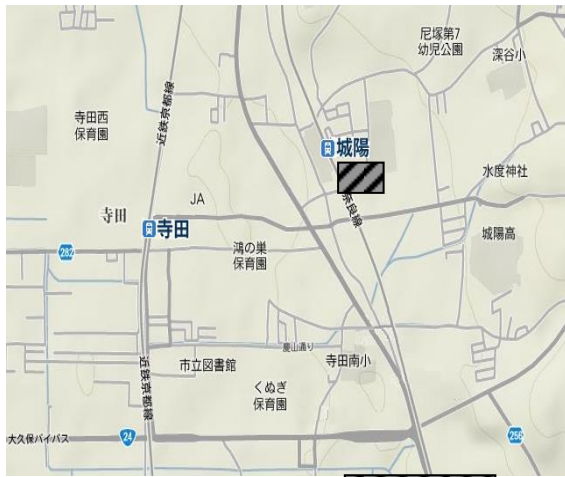 尼塚第7
幼児公園
深谷小
近鉄京都線
寺田西
保育園
城陽
水度神社
奈良線
JA
寺田
寺田
城陽高
282
鴻の巣
保育園
市立図書館
寺田南小
近鉄京都線
くぬぎ
保育園
大久保バイパス
24
256